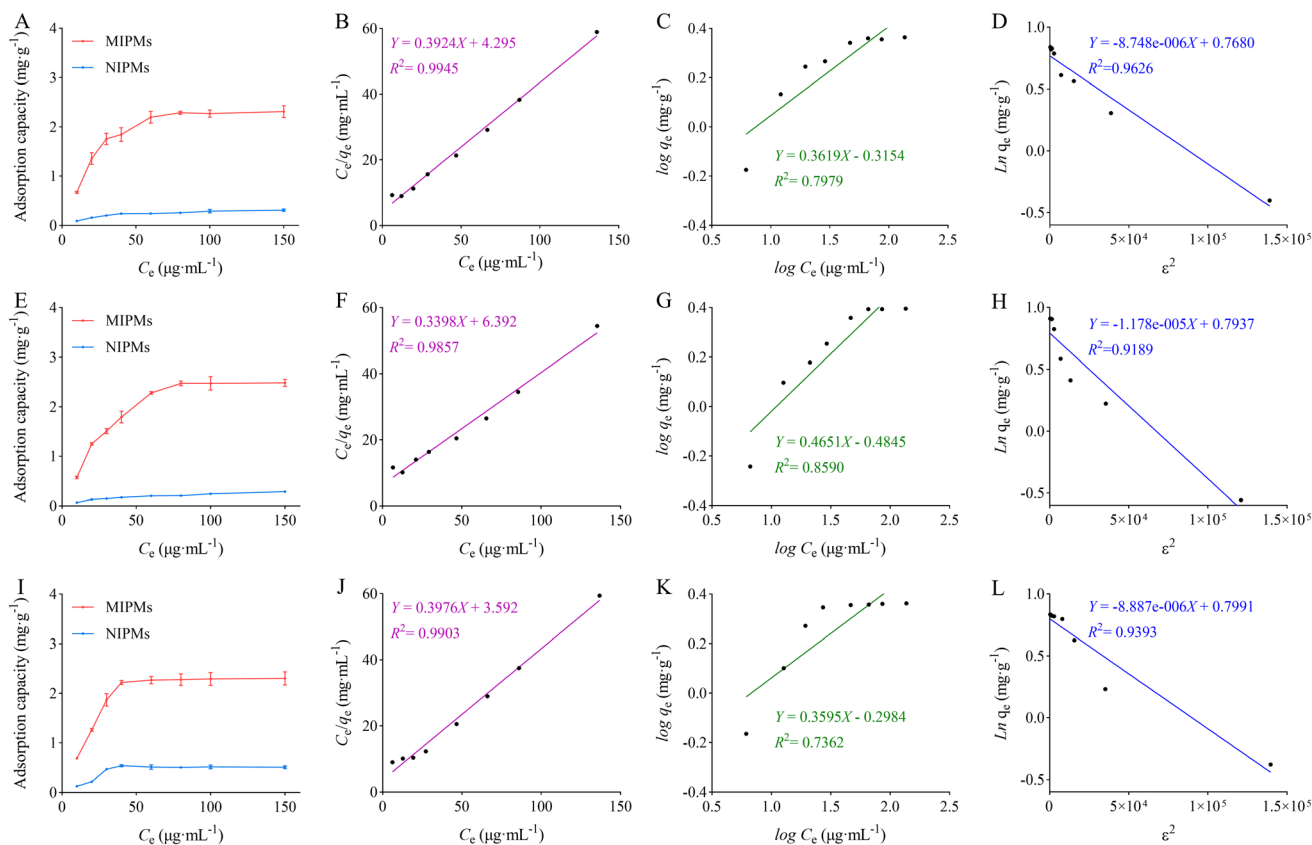 A
MIPMs
NIPMs
Adsorption capacity (mg·g⁻¹)
4
3
2
1
0
0 50 100 150
Cₑ (μg·mL⁻¹)
B
Y = 0.3924X + 4.295
R² = 0.9945
Cₑ/qₑ (mg·mL⁻¹)
60
40
20
0
0 50 100 150
Cₑ (μg·mL⁻¹)
C
log qₑ (mg·g⁻¹)
0.4
0.2
0.0
-0.2
-0.4
Y = 0.3619X - 0.3154
R² = 0.7979
0.5 1.0 1.5 2.0 2.5
log Cₑ (μg·mL⁻¹)
D
Y = -8.748e-006X + 0.7680
R²=0.9626
Ln qₑ (mg·g⁻¹)
1.0
0.5
0.0
-0.5
0 5×10⁴ 1×10⁵ 1.5×10⁵
ε²
E
MIPMs
NIPMs
Adsorption capacity (mg·g⁻¹)
4
3
2
1
0
0 50 100 150
Cₑ (μg·mL⁻¹)
F
Y = 0.3398X + 6.392
R² = 0.9857
Cₑ/qₑ (mg·mL⁻¹)
60
40
20
0
0 50 100 150
Cₑ (μg·mL⁻¹)
G
log qₑ (mg·g⁻¹)
0.4
0.2
0.0
-0.2
-0.4
Y = 0.4651X - 0.4845
R² = 0.8590
0.5 1.0 1.5 2.0 2.5
log Cₑ (μg·mL⁻¹)
H
Y = -1.178e-005X + 0.7937
R²=0.9189
Ln qₑ (mg·g⁻¹)
1.0
0.5
0.0
-0.5
0 5×10⁴ 1×10⁵ 1.5×10⁵
ε²
I
MIPMs
NIPMs
Adsorption capacity (mg·g⁻¹)
4
3
2
1
0
0 50 100 150
Cₑ (μg·mL⁻¹)
J
Y = 0.3976X + 3.592
R² = 0.9903
Cₑ/qₑ (mg·mL⁻¹)
60
40
20
0
0 50 100 150
Cₑ (μg·mL⁻¹)
K
log qₑ (mg·g⁻¹)
0.4
0.2
0.0
-0.2
-0.4
Y = 0.3595X - 0.2984
R² = 0.7362
0.5 1.0 1.5 2.0 2.5
log Cₑ (μg·mL⁻¹)
L
Y = -8.887e-006X + 0.7991
R²=0.9393
Ln qₑ (mg·g⁻¹)
1.0
0.5
0.0
-0.5
0 5×10⁴ 1×10⁵ 1.5×10⁵
ε²